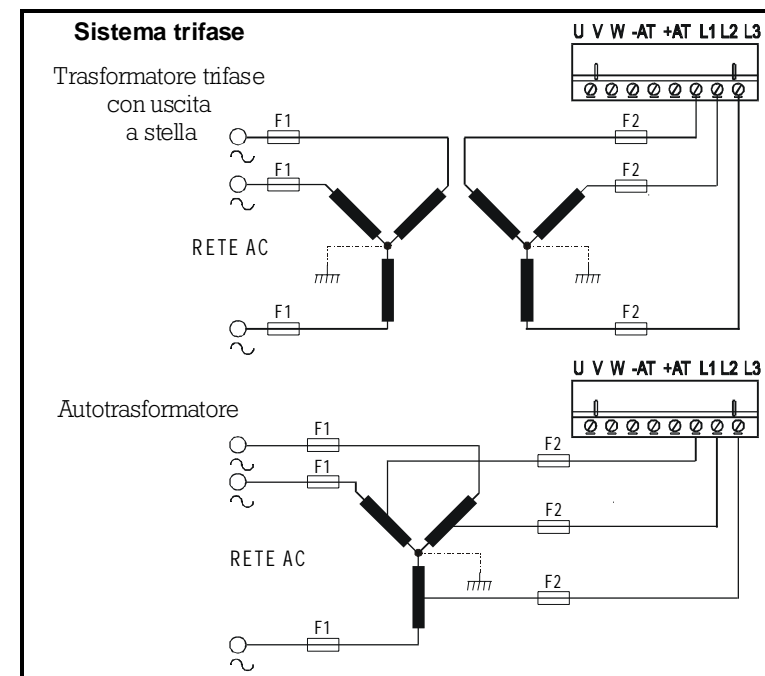 Sistema trifase
U V W -AT +AT L1 L2 L3
Trasformatore trifase
con uscita
a stella
F1
F2
F1
F2
RETE AC
F1
F2
U V W -AT +AT L1 L2 L3
Autotrasformatore
F1
F2
F1
F2
RETE AC
F2
F1